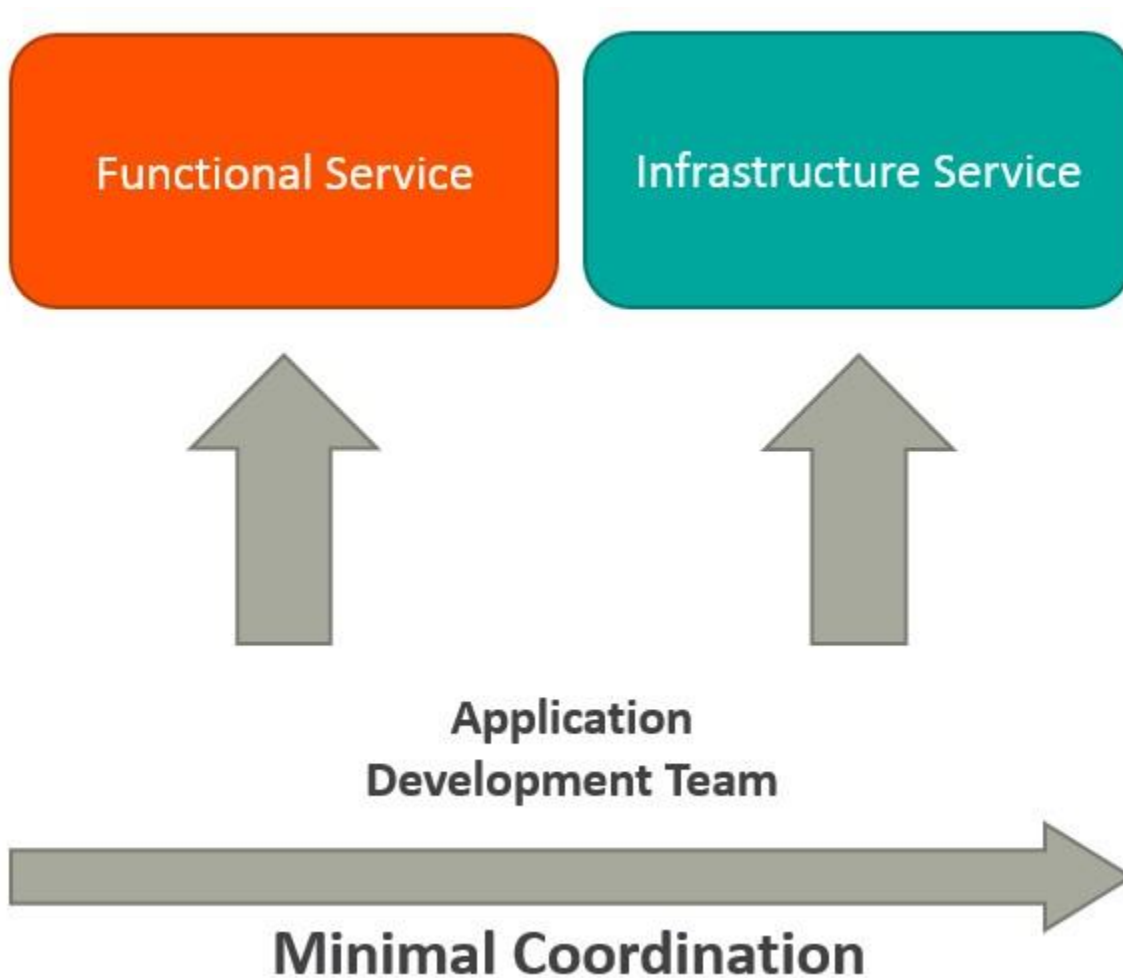 Functional Service
Infrastructure Service
Application
Development Team
Minimal Coordination